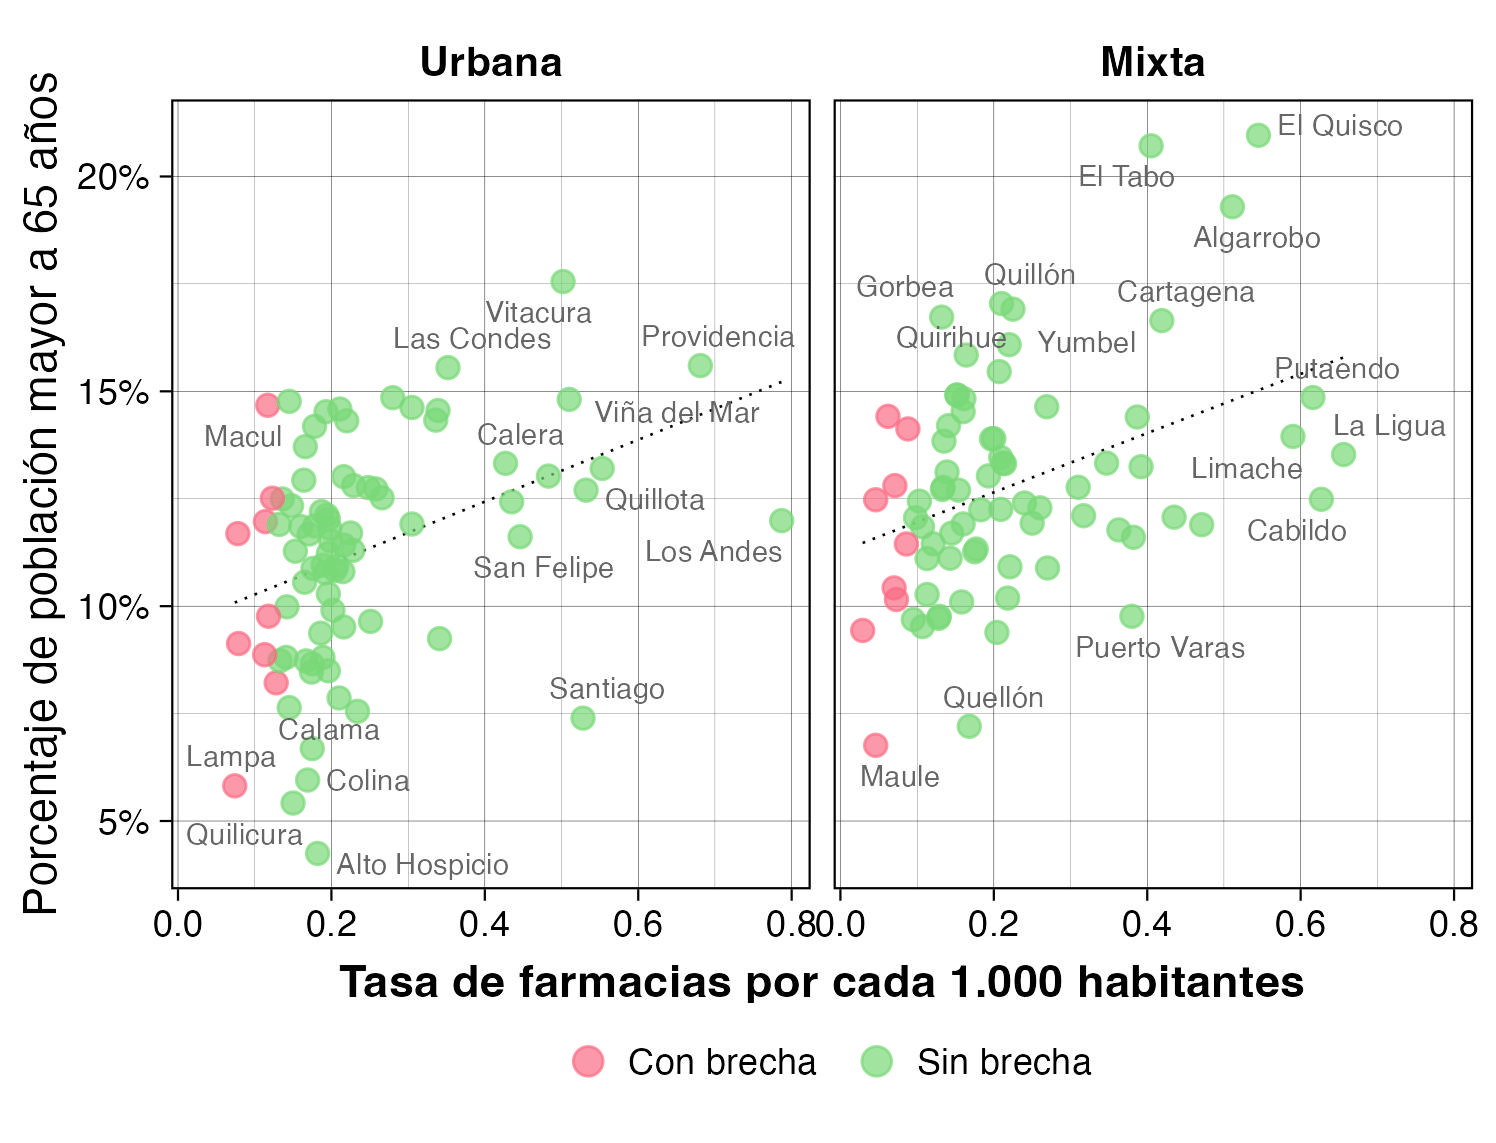 Urbana
Mixta
Porcentaje de población mayor a 65 años
20%
15%
10%
5%
Vitacura
Las Condes
Providencia
Viña del Mar
Macul
Calera
Quillota
Los Andes
San Felipe
Santiago
Calama
Lampa
Colina
Quilicura
Alto Hospicio
El Quisco
El Tabo
Algarrobo
Quillón
Gorbea
Cartagena
Quirihue
Yumbel
Putaendo
La Ligua
Limache
Cabildo
Puerto Varas
Quellón
Maule
0.0 0.2 0.4 0.6 0.8
0.0 0.2 0.4 0.6 0.8
Tasa de farmacias por cada 1.000 habitantes
Con brecha Sin brecha